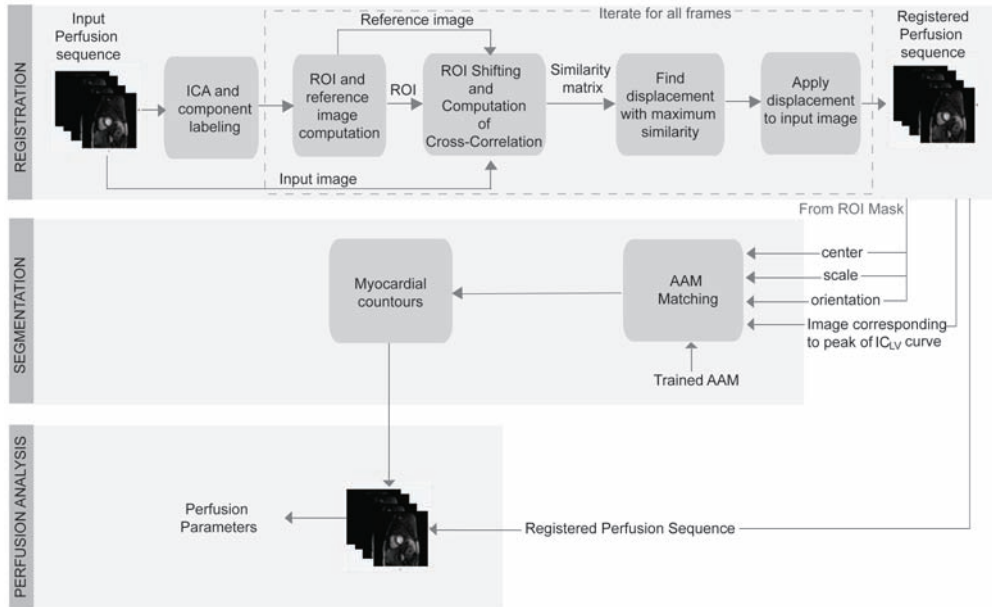 REGISTRATION
Input
Perfusion
sequence
ICA and
component
labeling
Reference image
Iterate for all frames
ROI and
reference
image
computation
ROI
ROI Shifting
and
Computation
of
Cross-Correlation
Similarity
matrix
Find
displacement
with maximum
similarity
Apply
displacement
to input image
Registered
Perfusion
sequence
Input image
From ROI Mask
SEGMENTATION
Myocardial
countours
AAM
Matching
center
scale
orientation
Image corresponding
to peak of ICLV curve
Trained AAM
PERFUSION ANALYSIS
Perfusion
Parameters
Registered Perfusion Sequence